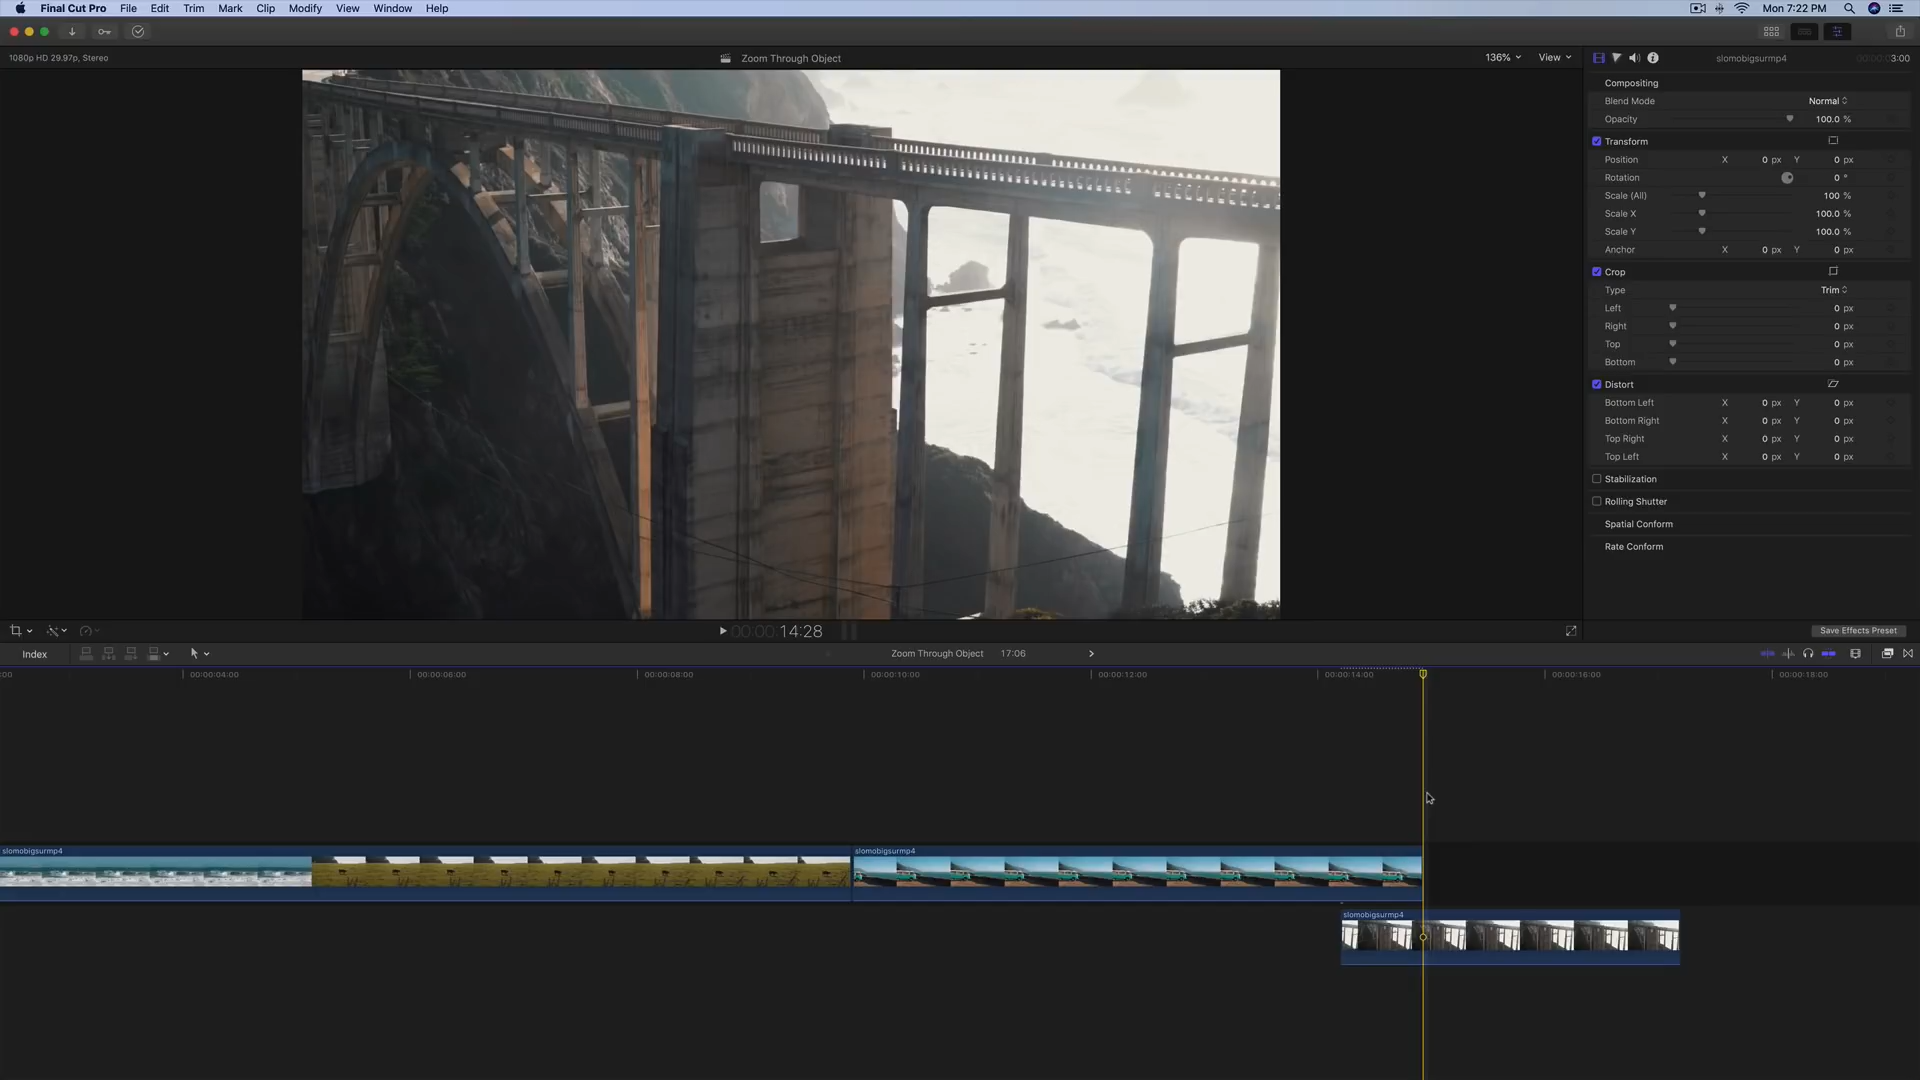 Final Cut Pro File Edit Trim Mark Clip Modify View Window Help Mon 7:22 PM
1080p HD 29.97p, Stereo Zoom Through Object 136% View slomobigsurmp4 00:00:03:00
Compositing
Blend Mode Normal
Opacity 100.0 %
Transform
Position X 0 px Y 0 px
Rotation 0 °
Scale (All) 100 %
Scale X 100.0 %
Scale Y 100.0 %
Anchor X 0 px Y 0 px
Crop
Type Trim
Left 0 px
Right 0 px
Top 0 px
Bottom 0 px
Distort
Bottom Left X 0 px Y 0 px
Bottom Right X 0 px Y 0 px
Top Right X 0 px Y 0 px
Top Left X 0 px Y 0 px
Stabilization
Rolling Shutter
Spatial Conform
Rate Conform
00:00:14:28 Save Effects Preset
Index Zoom Through Object 17:06
:00 00:00:04:00 00:00:06:00 00:00:08:00 00:00:10:00 00:00:12:00 00:00:14:00 00:00:16:00 00:00:18:00
slomobigsurmp4 slomobigsurmp4
slomobigsurmp4